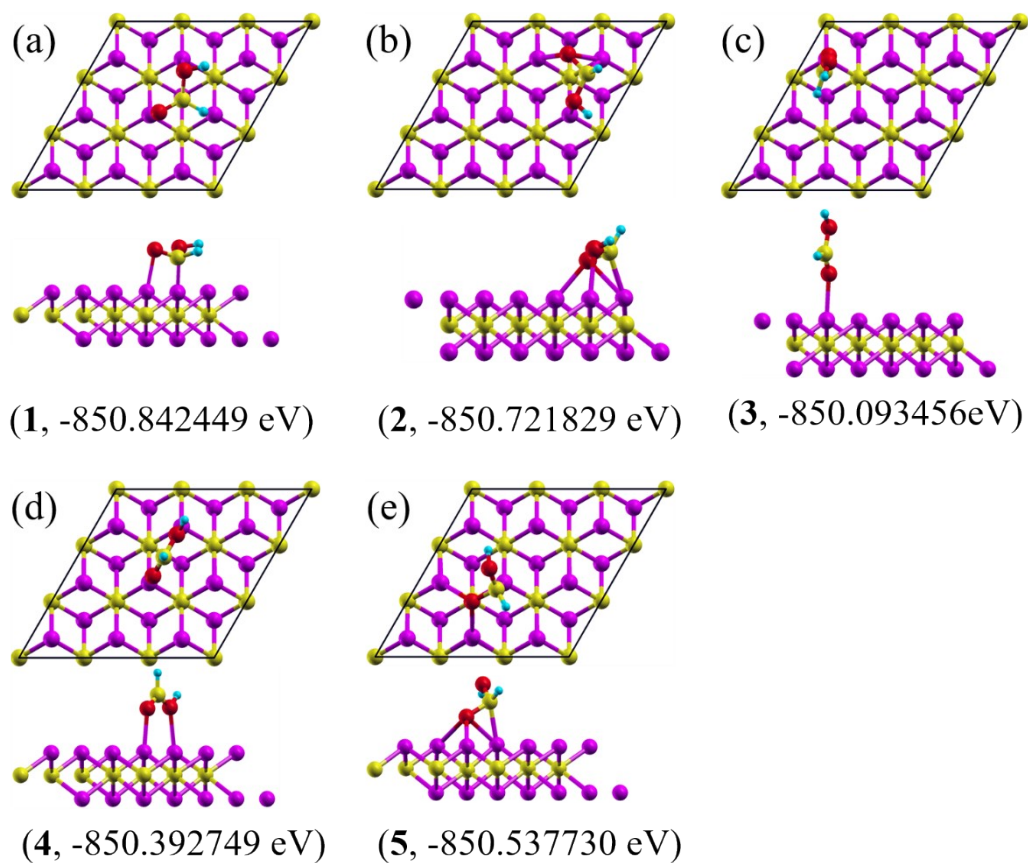 (a)
(b)
(c)
(1, -850.842449 eV)
(2, -850.721829 eV)
(3, -850.093456eV)
(d)
(e)
(4, -850.392749 eV)
(5, -850.537730 eV)